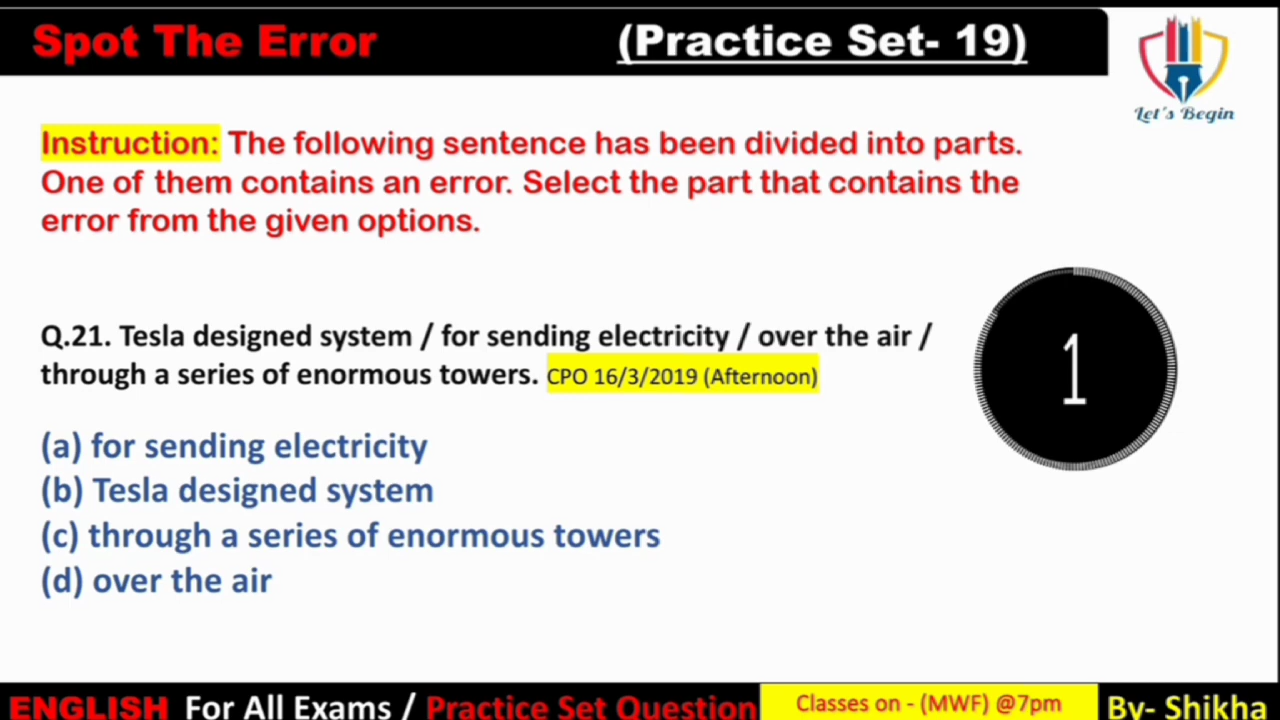 Spot The Error (Practice Set- 19)
Let's Begin
Instruction: The following sentence has been divided into parts.
One of them contains an error. Select the part that contains the
error from the given options.
Q.21. Tesla designed system / for sending electricity / over the air /
through a series of enormous towers. CPO 16/3/2019 (Afternoon)
1
(a) for sending electricity
(b) Tesla designed system
(c) through a series of enormous towers
(d) over the air
ENGLISH For All Exams / Practice Set Question Classes on - (MWF) @7pm By- Shikha